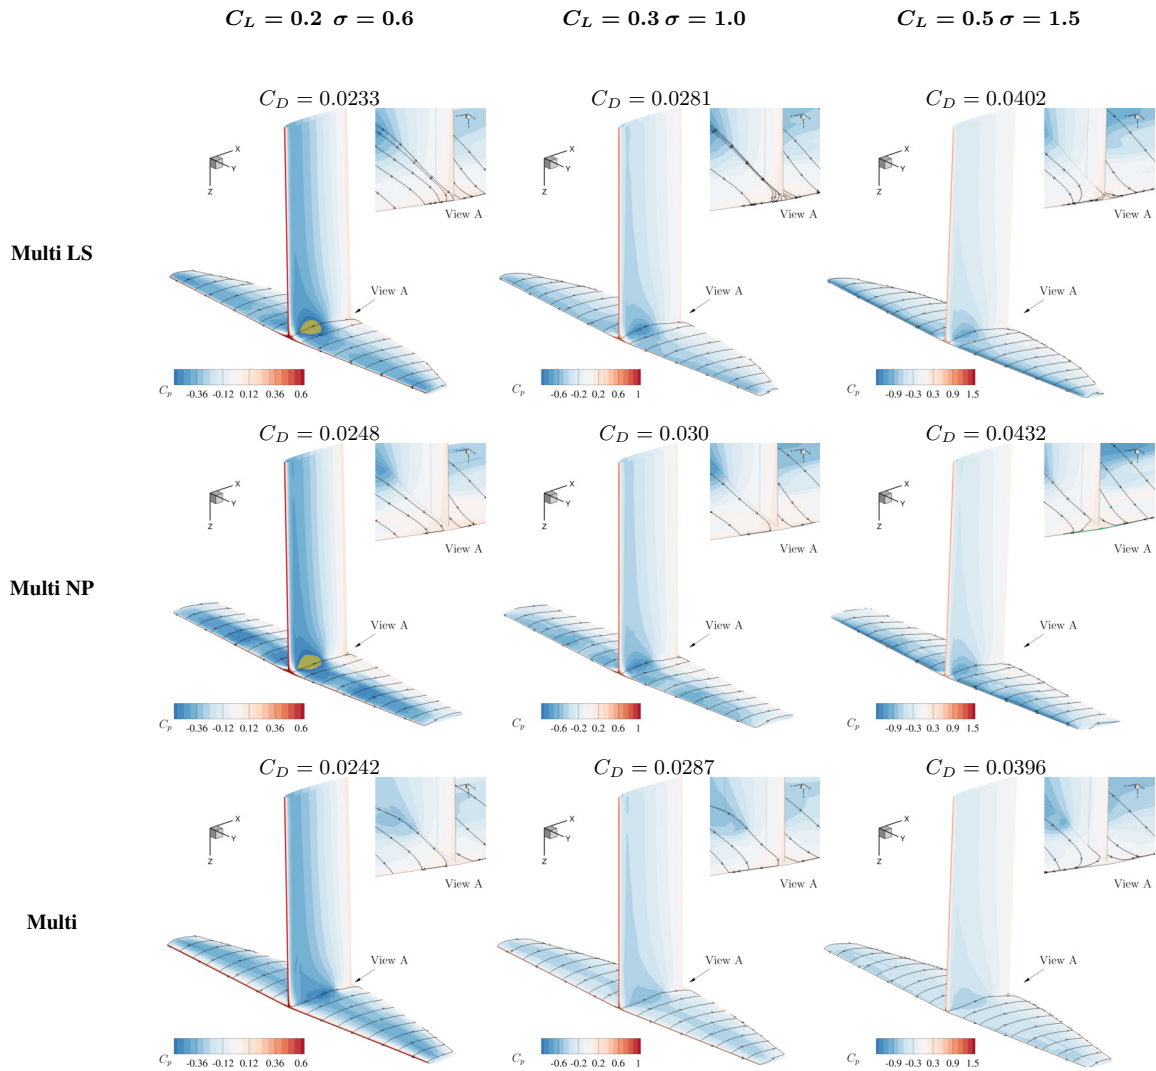 C_L = 0.2 σ = 0.6 C_L = 0.3 σ = 1.0 C_L = 0.5 σ = 1.5
C_D = 0.0233 C_D = 0.0281 C_D = 0.0402
X Y Z X Y Z X Y Z
View A View A View A
Multi LS
View A View A View A
C_p -0.36 -0.12 0.12 0.36 0.6 C_p -0.6 -0.2 0.2 0.6 1 C_p -0.9 -0.3 0.3 0.9 1.5
C_D = 0.0248 C_D = 0.030 C_D = 0.0432
X Y Z X Y Z X Y Z
View A View A View A
Multi NP
View A View A View A
C_p -0.36 -0.12 0.12 0.36 0.6 C_p -0.6 -0.2 0.2 0.6 1 C_p -0.9 -0.3 0.3 0.9 1.5
C_D = 0.0242 C_D = 0.0287 C_D = 0.0396
X Y Z X Y Z X Y Z
View A View A View A
Multi
View A View A View A
C_p -0.36 -0.12 0.12 0.36 0.6 C_p -0.6 -0.2 0.2 0.6 1 C_p -0.9 -0.3 0.3 0.9 1.5